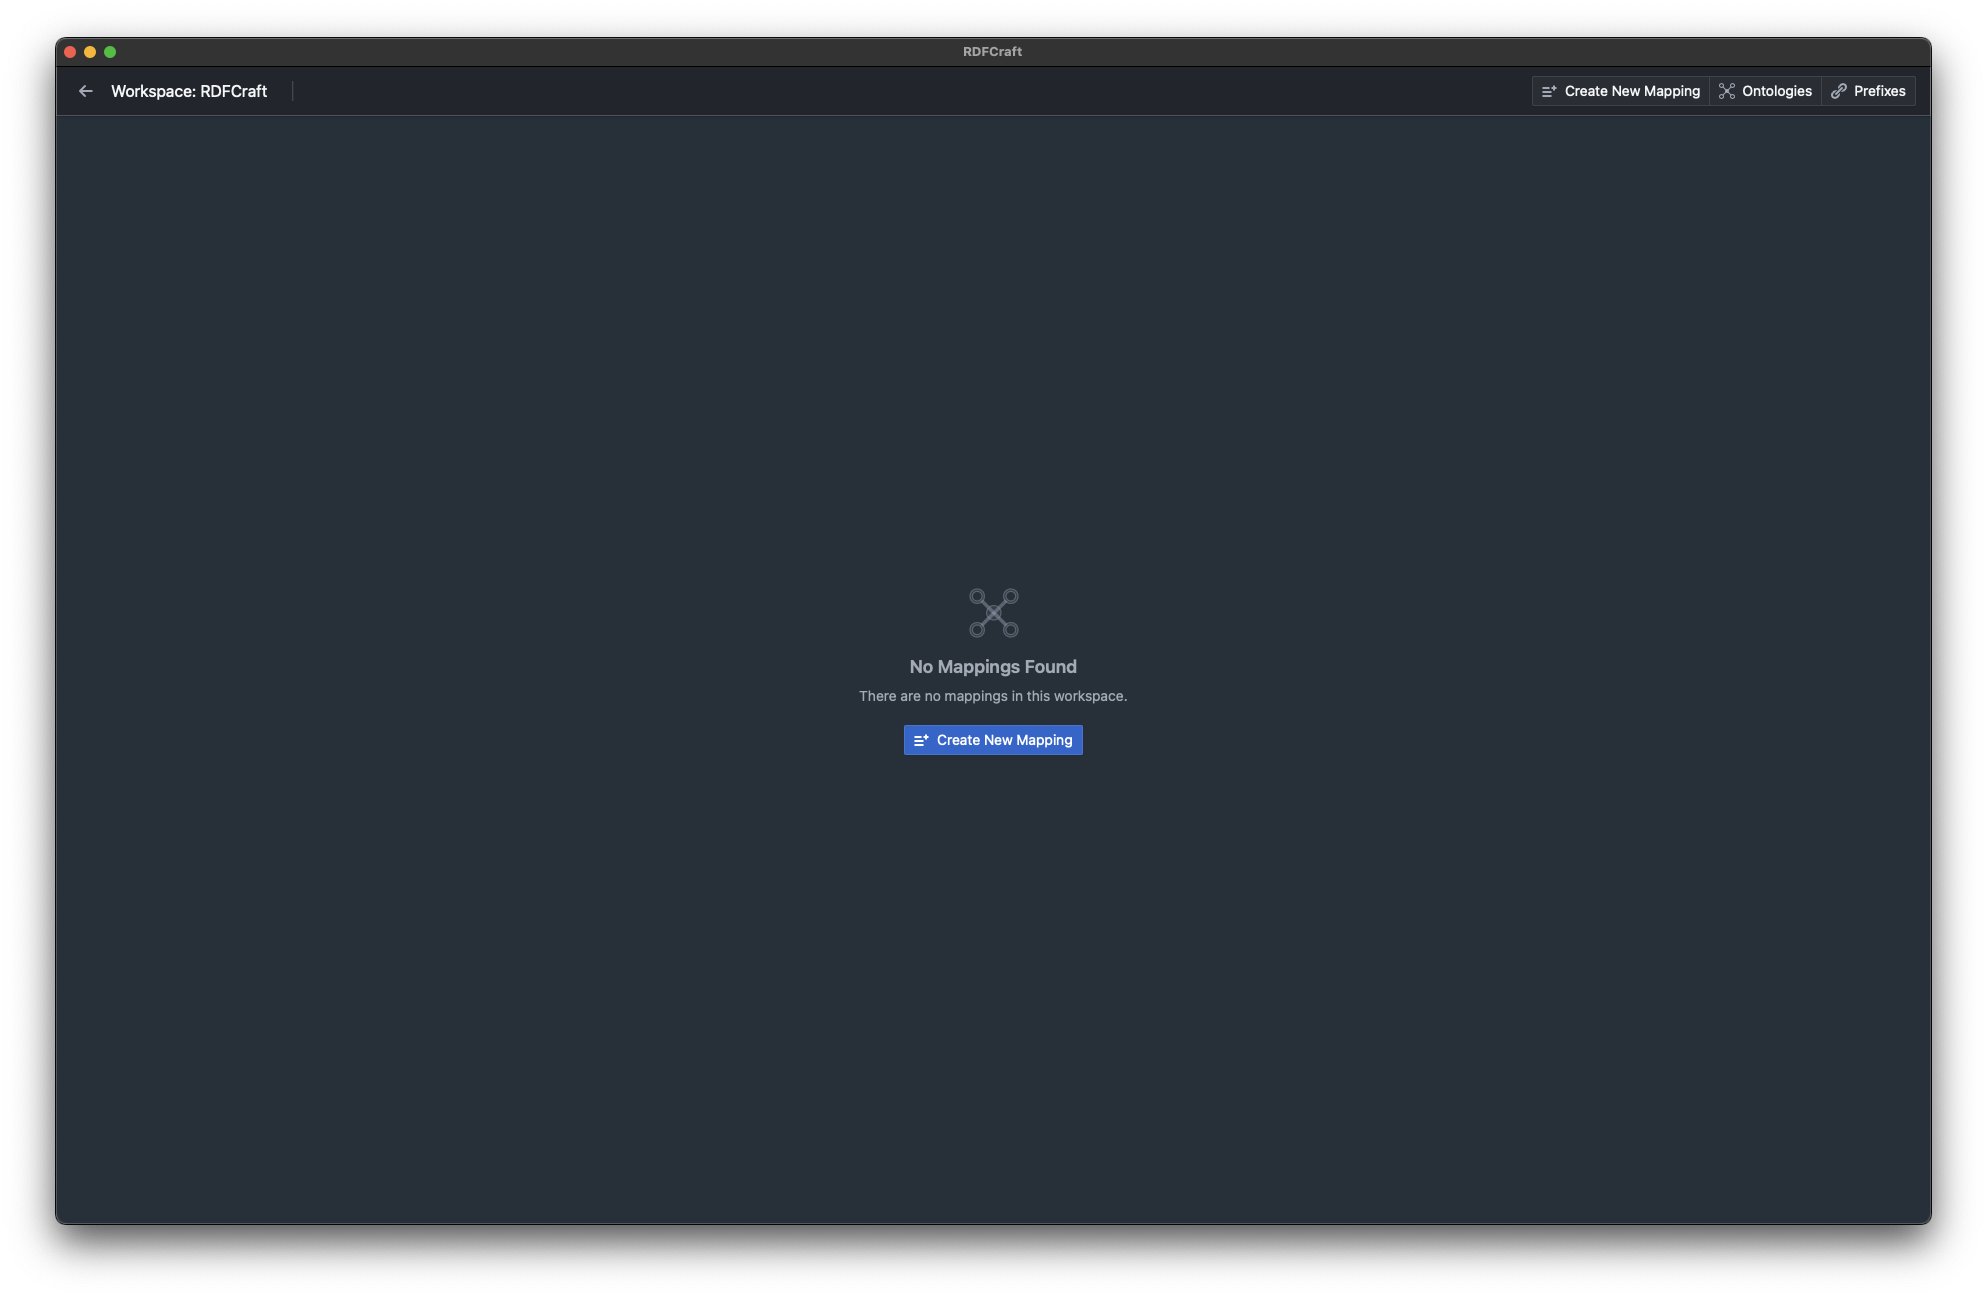 RDFCraft
Workspace: RDFCraft
Create New Mapping
Ontologies
Prefixes
No Mappings Found
There are no mappings in this workspace.
Create New Mapping